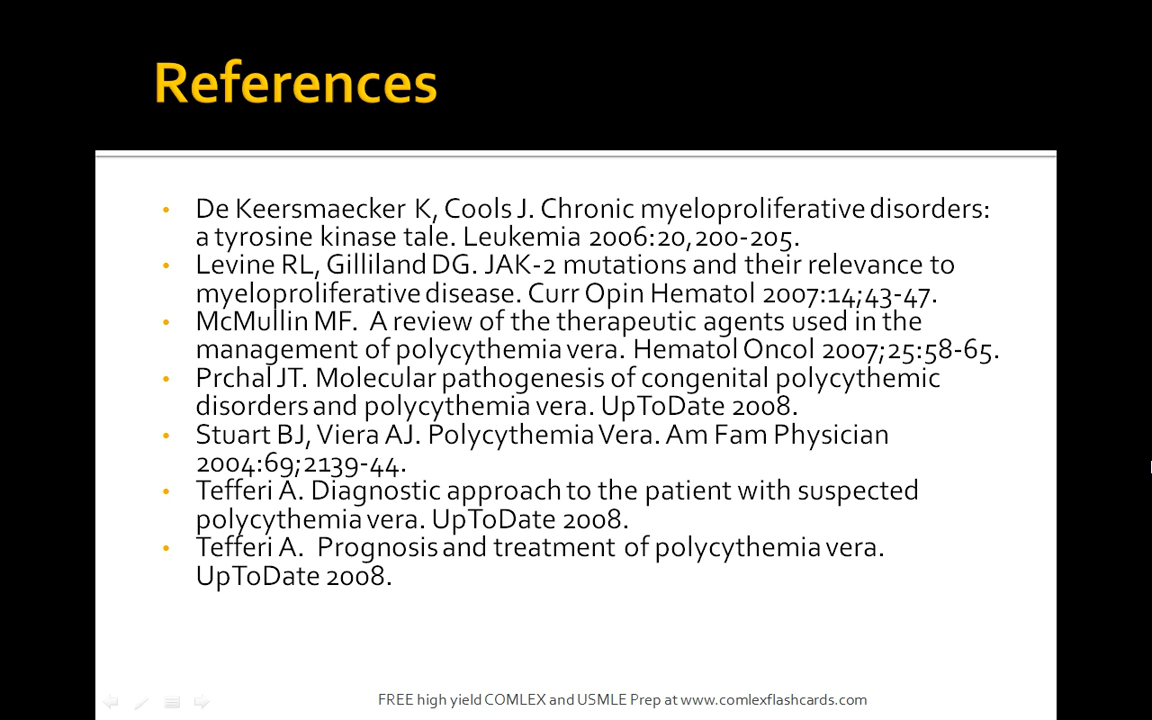 References
• De Keersmaecker K, Cools J. Chronic myeloproliferative disorders:
a tyrosine kinase tale. Leukemia 2006:20,200-205.
• Levine RL, Gilliland DG. JAK-2 mutations and their relevance to
myeloproliferative disease. Curr Opin Hematol 2007:14;43-47.
• McMullin MF. A review of the therapeutic agents used in the
management of polycythemia vera. Hematol Oncol 2007;25:58-65.
• Prchal JT. Molecular pathogenesis of congenital polycythemic
disorders and polycythemia vera. UpToDate 2008.
• Stuart BJ, Viera AJ. Polycythemia Vera. Am Fam Physician
2004:69;2139-44.
• Tefferi A. Diagnostic approach to the patient with suspected
polycythemia vera. UpToDate 2008.
• Tefferi A. Prognosis and treatment of polycythemia vera.
UpToDate 2008.
FREE high yield COMLEX and USMLE Prep at www.comlexflashcards.com